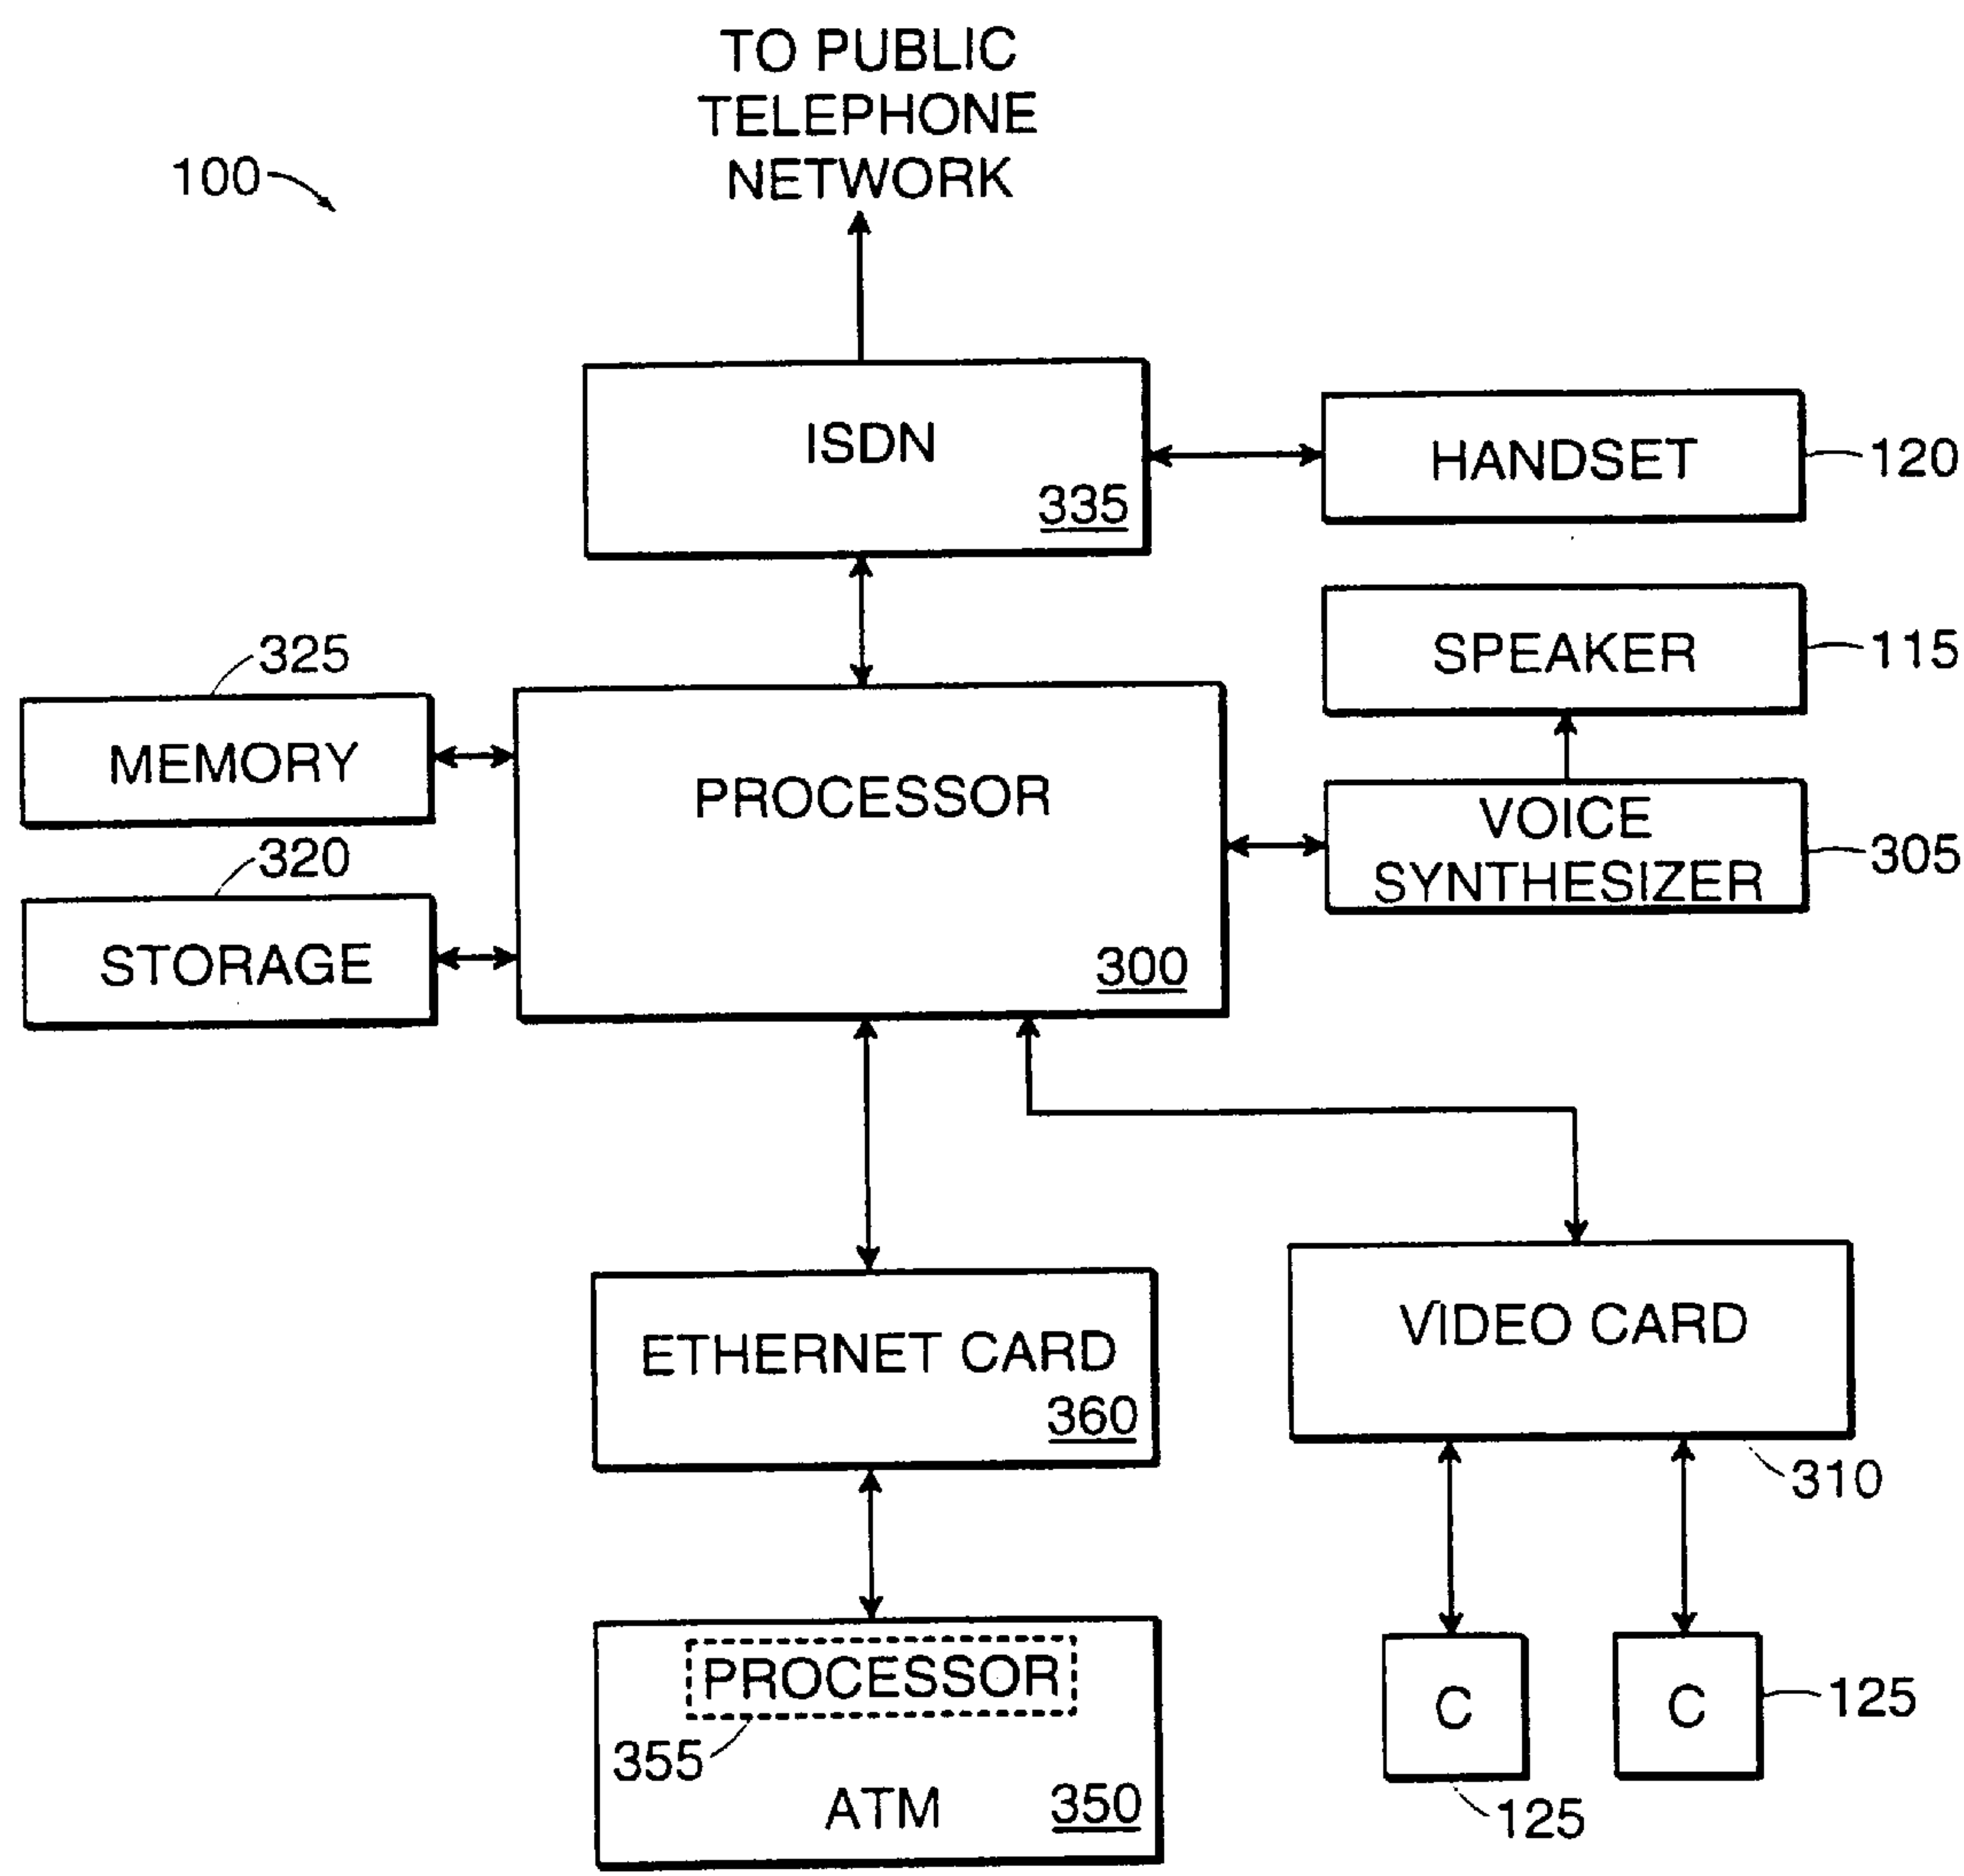 TO PUBLIC
TELEPHONE
NETWORK
100
ISDN
335
HANDSET
120
SPEAKER
115
325
MEMORY
PROCESSOR
300
VOICE
SYNTHESIZER
305
320
STORAGE
ETHERNET CARD
360
VIDEO CARD
310
PROCESSOR
355
ATM
350
C
125
C
125